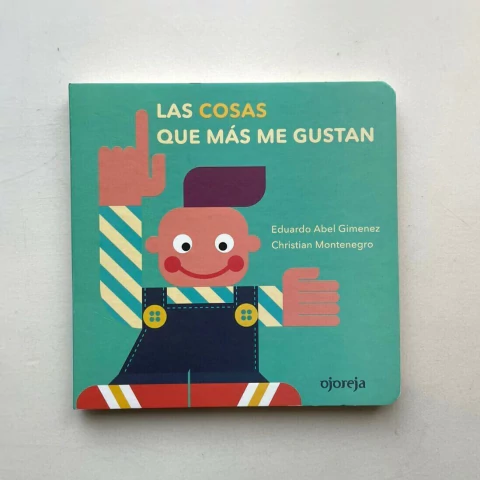 LAS COSAS
QUE MÁS ME GUSTAN
Eduardo Abel Gimenez
Christian Montenegro
ojoreja